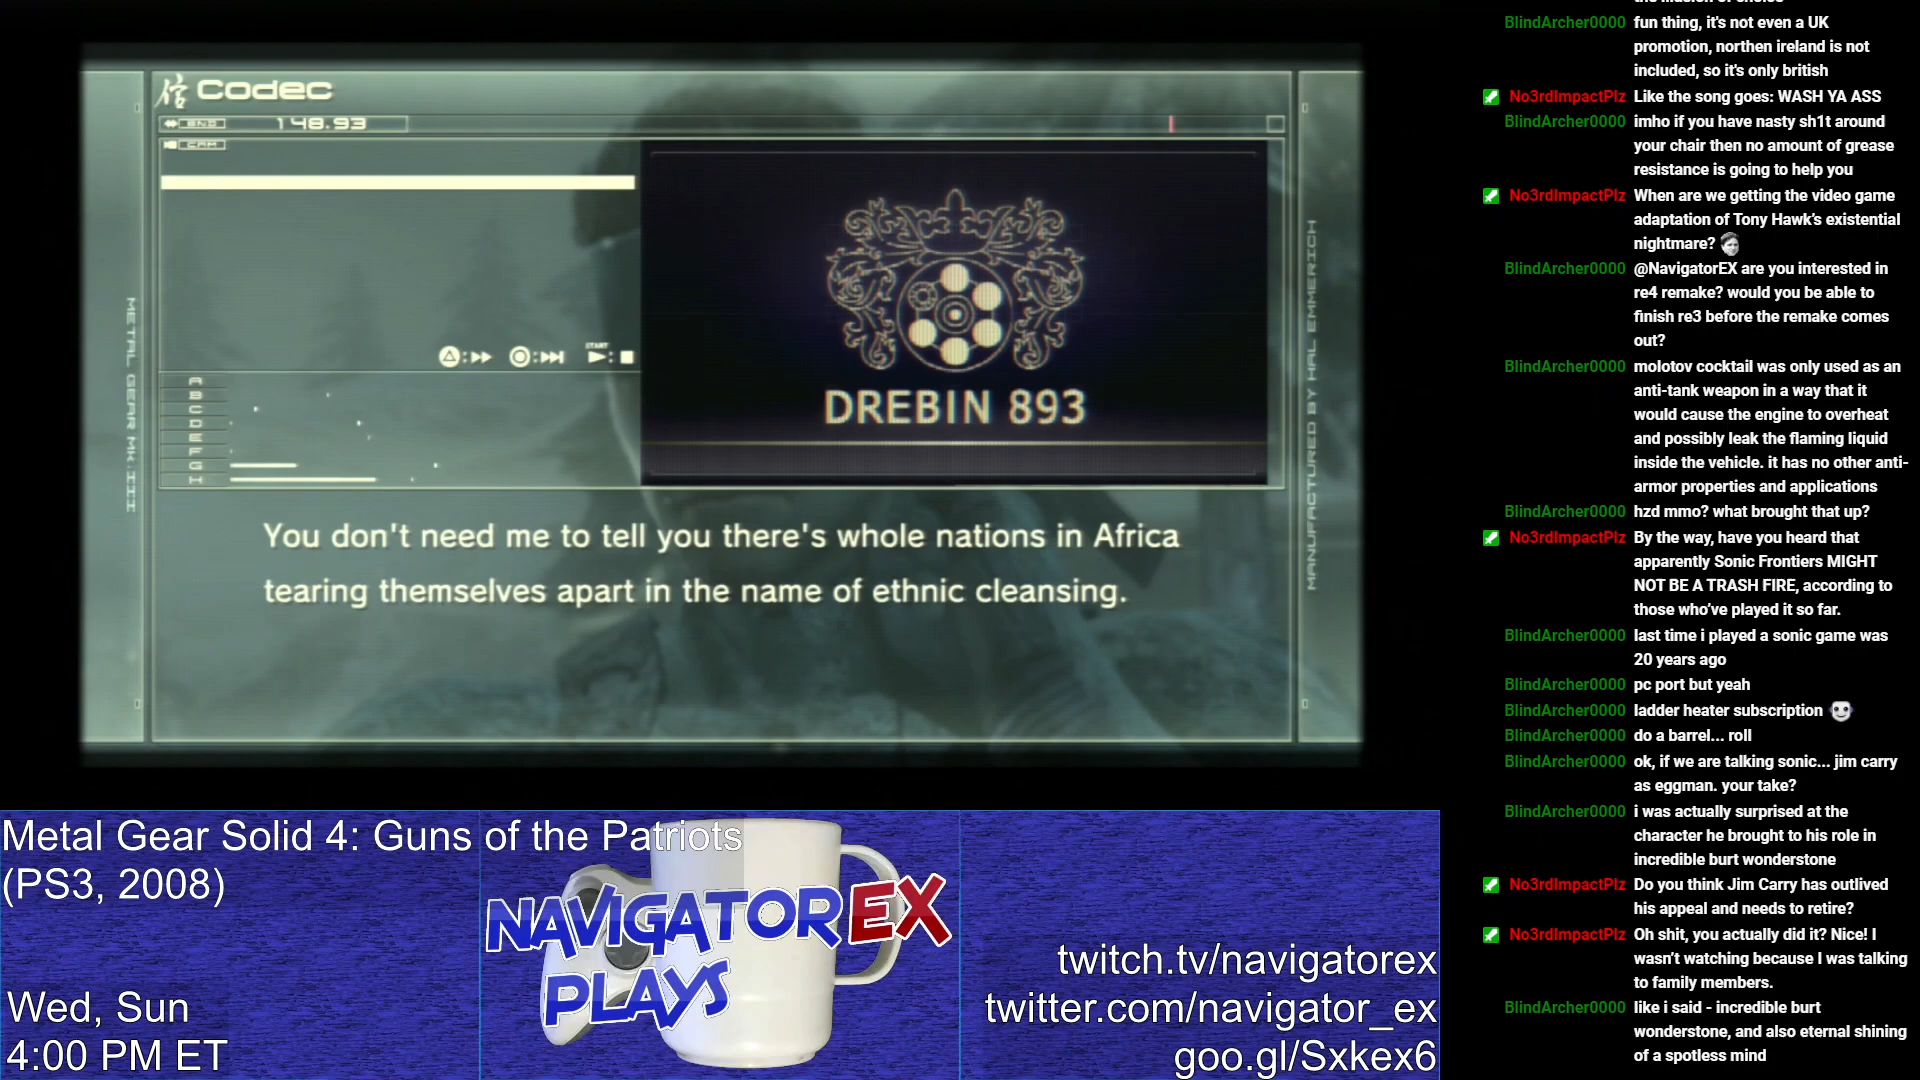 信 Codec
END 148.93
CAM
△:▶▶ ○:▶▶| START ▶:■
A
B
C
D
E
F
G
H
METAL GEAR MK.III
MANUFACTURED BY HAL EMMERICH
DREBIN 893
You don't need me to tell you there's whole nations in Africa
tearing themselves apart in the name of ethnic cleansing.
Metal Gear Solid 4: Guns of the Patriots
(PS3, 2008)
Wed, Sun
4:00 PM ET
NAVIGATOREX
PLAYS
twitch.tv/navigatorex
twitter.com/navigator_ex
goo.gl/Sxkex6
BlindArcher0000 fun thing, it's not even a UK
promotion, northen ireland is not
included, so it's only british
No3rdImpactPlz Like the song goes: WASH YA ASS
BlindArcher0000 imho if you have nasty sh1t around
your chair then no amount of grease
resistance is going to help you
No3rdImpactPlz When are we getting the video game
adaptation of Tony Hawk's existential
nightmare?
BlindArcher0000 @NavigatorEX are you interested in
re4 remake? would you be able to
finish re3 before the remake comes
out?
BlindArcher0000 molotov cocktail was only used as an
anti-tank weapon in a way that it
would cause the engine to overheat
and possibly leak the flaming liquid
inside the vehicle. it has no other anti-
armor properties and applications
BlindArcher0000 hzd mmo? what brought that up?
No3rdImpactPlz By the way, have you heard that
apparently Sonic Frontiers MIGHT
NOT BE A TRASH FIRE, according to
those who've played it so far.
BlindArcher0000 last time i played a sonic game was
20 years ago
BlindArcher0000 pc port but yeah
BlindArcher0000 ladder heater subscription
BlindArcher0000 do a barrel... roll
BlindArcher0000 ok, if we are talking sonic... jim carry
as eggman. your take?
BlindArcher0000 i was actually surprised at the
character he brought to his role in
incredible burt wonderstone
No3rdImpactPlz Do you think Jim Carry has outlived
his appeal and needs to retire?
No3rdImpactPlz Oh shit, you actually did it? Nice! I
wasn't watching because I was talking
to family members.
BlindArcher0000 like i said - incredible burt
wonderstone, and also eternal shining
of a spotless mind